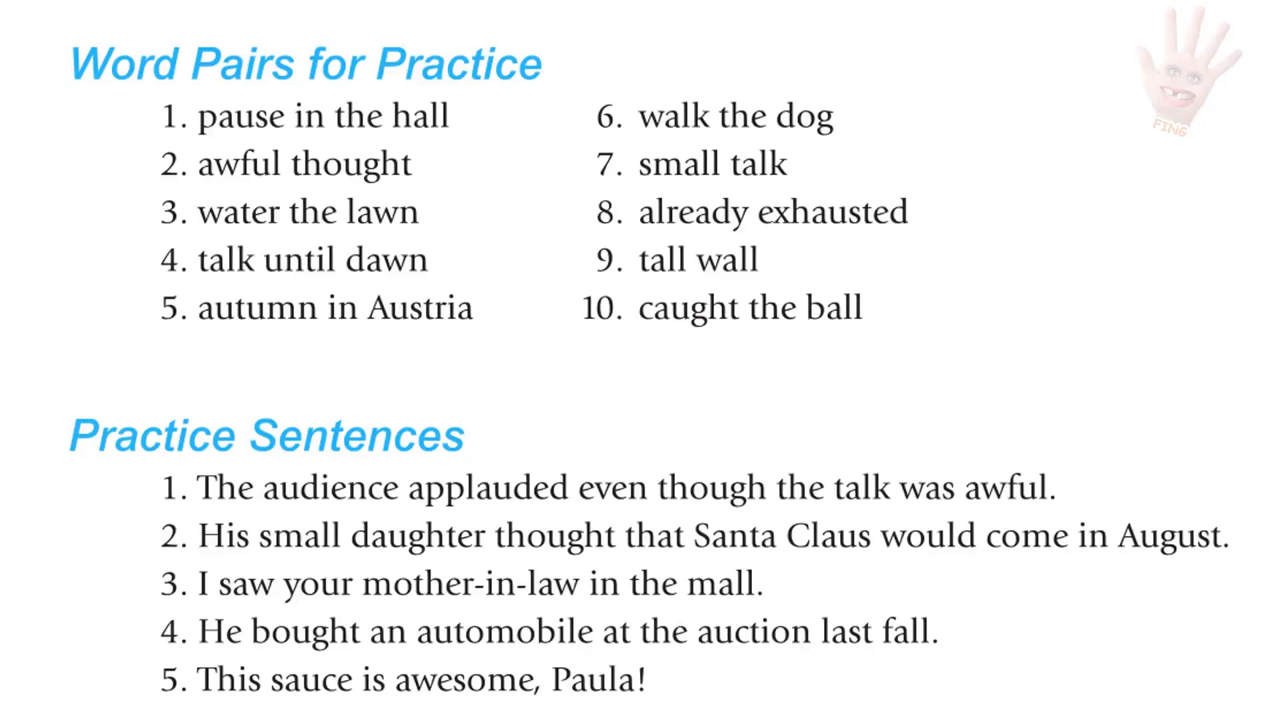 FING
Word Pairs for Practice
1. pause in the hall
2. awful thought
3. water the lawn
4. talk until dawn
5. autumn in Austria
6. walk the dog
7. small talk
8. already exhausted
9. tall wall
10. caught the ball
Practice Sentences
1. The audience applauded even though the talk was awful.
2. His small daughter thought that Santa Claus would come in August.
3. I saw your mother-in-law in the mall.
4. He bought an automobile at the auction last fall.
5. This sauce is awesome, Paula!